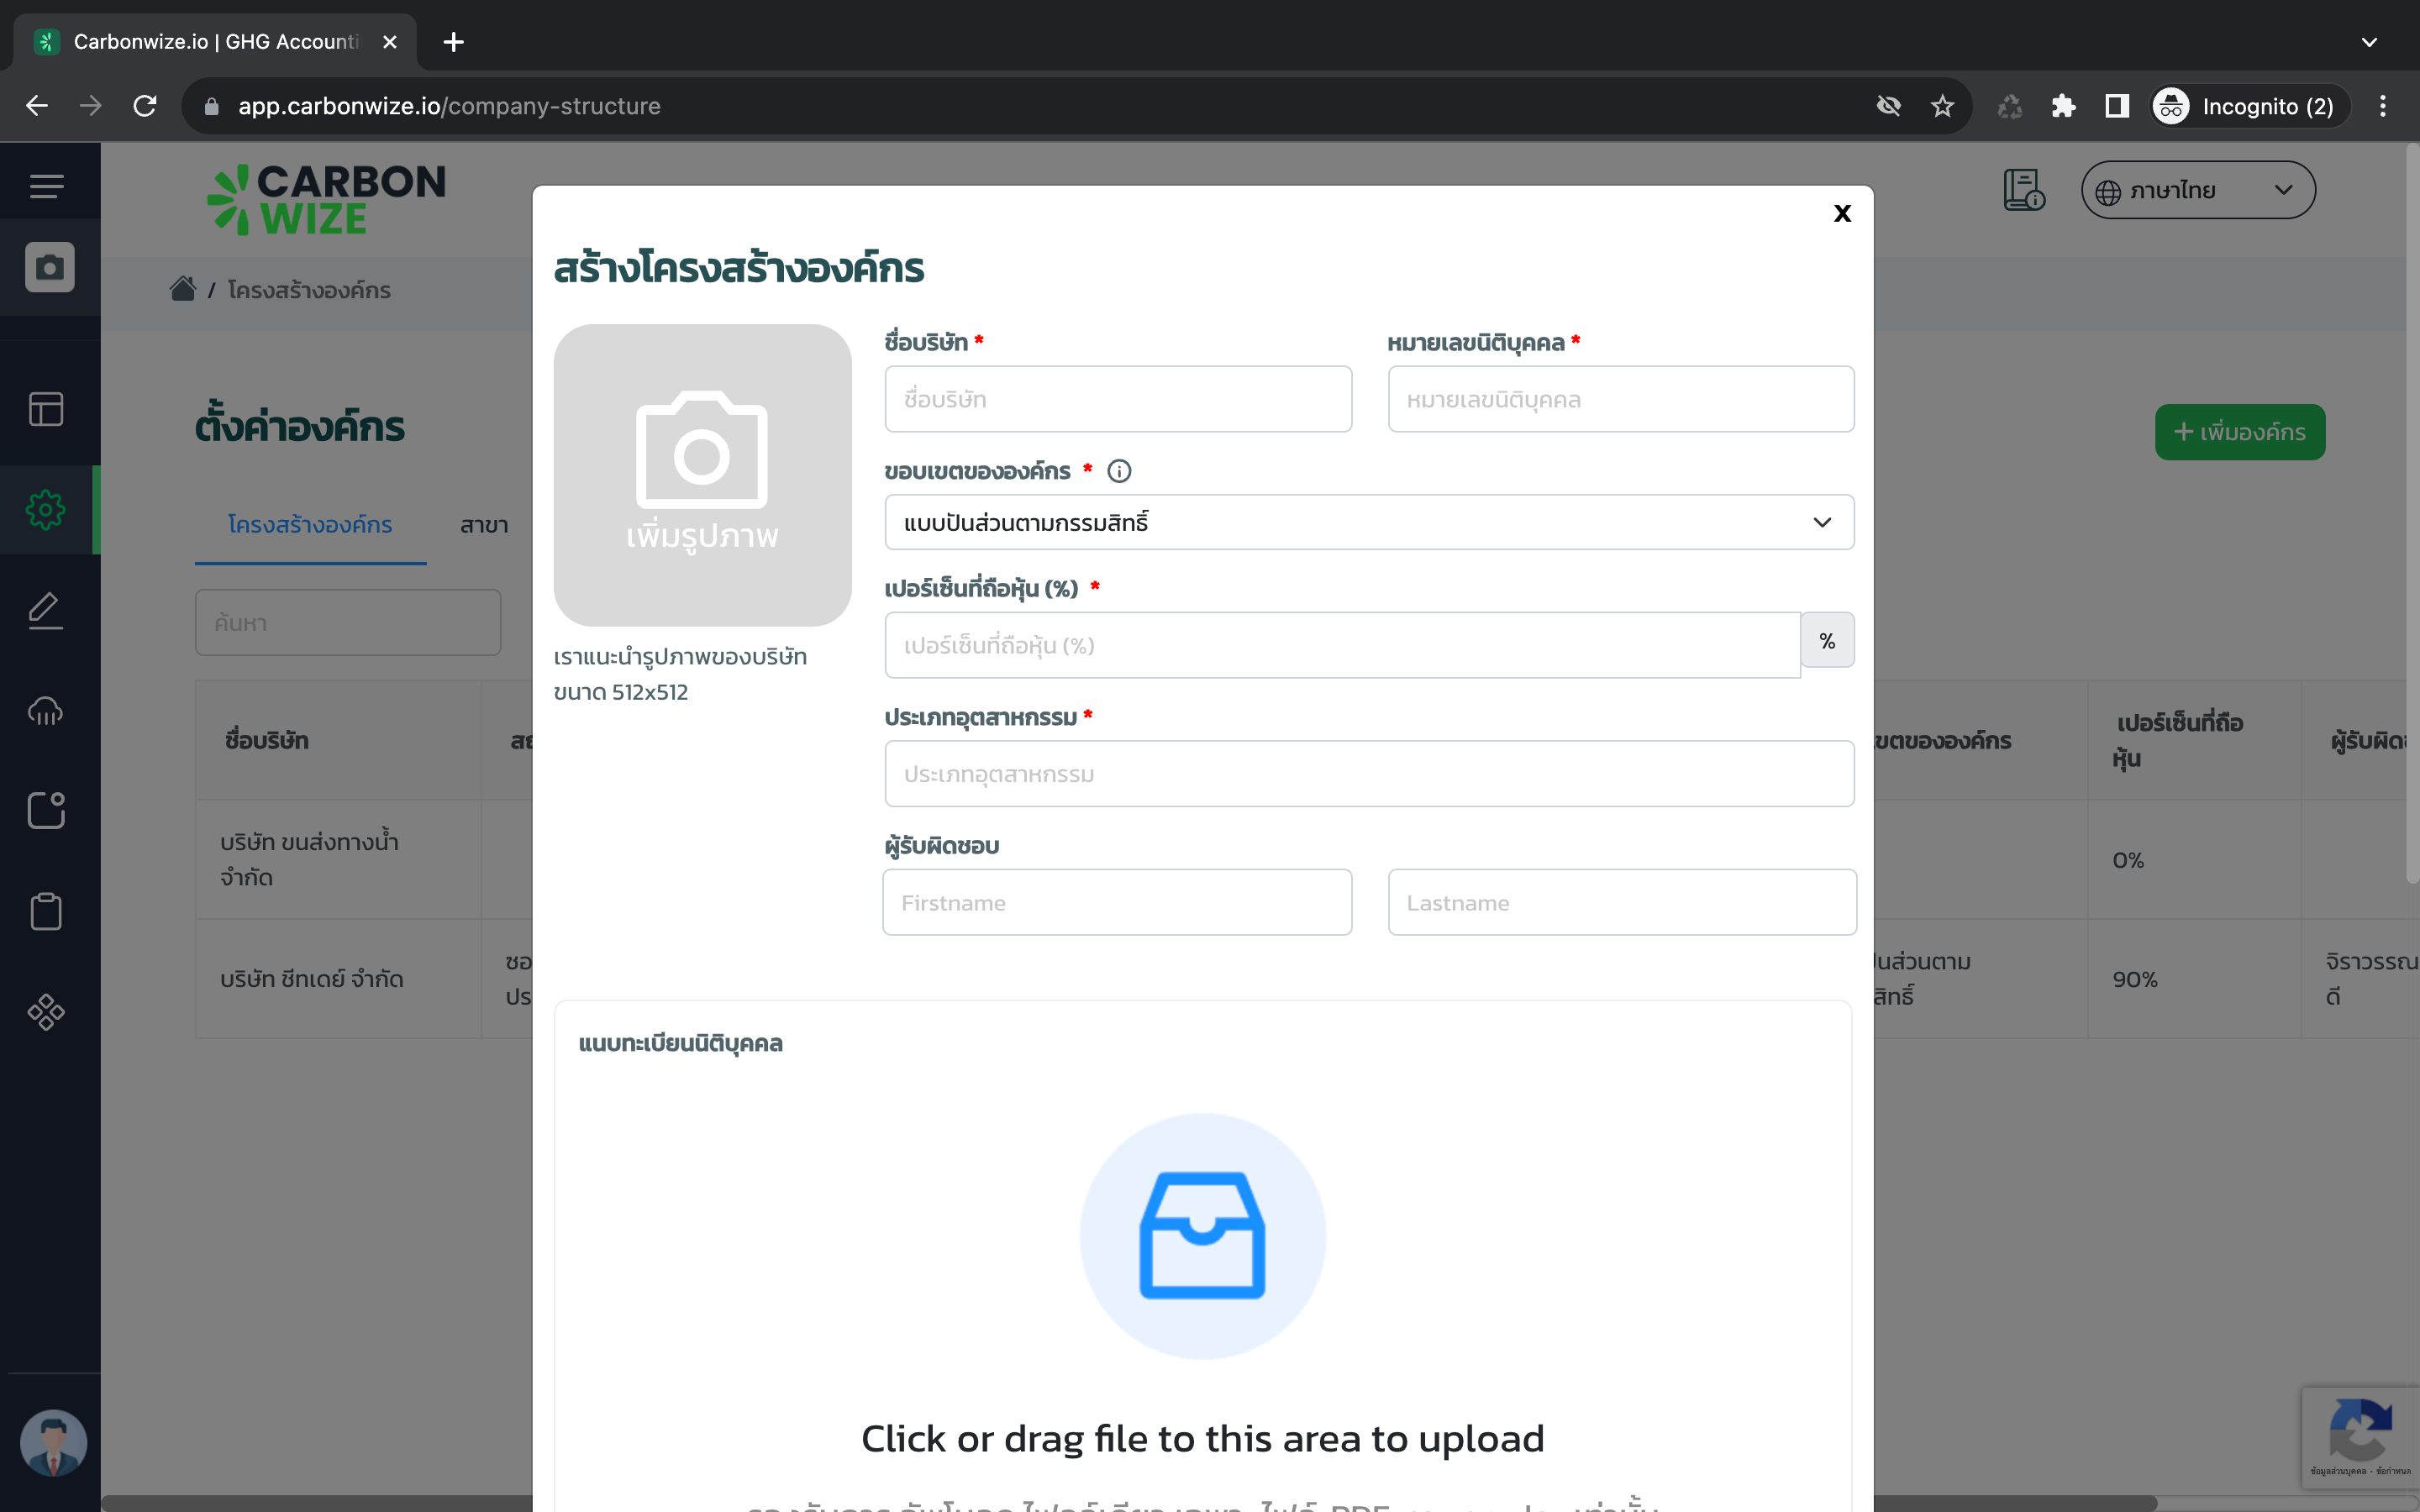 Carbonwize.io | GHG Accounti
app.carbonwize.io/company-structure
Incognito (2)
CARBON
WIZE
ภาษาไทย
/ โครงสร้างองค์กร
ตั้งค่าองค์กร
+ เพิ่มองค์กร
โครงสร้างองค์กร
สาขา
ค้นหา
ชื่อบริษัท
เขตขององค์กร
เปอร์เซ็นที่ถือ
หุ้น
บริษัท ขนส่งทางน้ำ
จำกัด
0%
บริษัท ซีทเดย์ จำกัด
ซอ
ปร
ปันส่วนตาม
สิทธิ์
90%
จิราวรรณ
ดี
X
สร้างโครงสร้างองค์กร
เพิ่มรูปภาพ
เราแนะนำรูปภาพของบริษัท
ขนาด 512x512
ชื่อบริษัท *
ชื่อบริษัท
หมายเลขนิติบุคคล *
หมายเลขนิติบุคคล
ขอบเขตขององค์กร *
แบบปันส่วนตามกรรมสิทธิ์
เปอร์เซ็นที่ถือหุ้น (%) *
เปอร์เซ็นที่ถือหุ้น (%)
%
ประเภทอุตสาหกรรม *
ประเภทอุตสาหกรรม
ผู้รับผิดชอบ
Firstname
Lastname
แนบทะเบียนนิติบุคคล
Click or drag file to this area to upload
ข้อมูลส่วนบุคคล - ข้อกำหนด